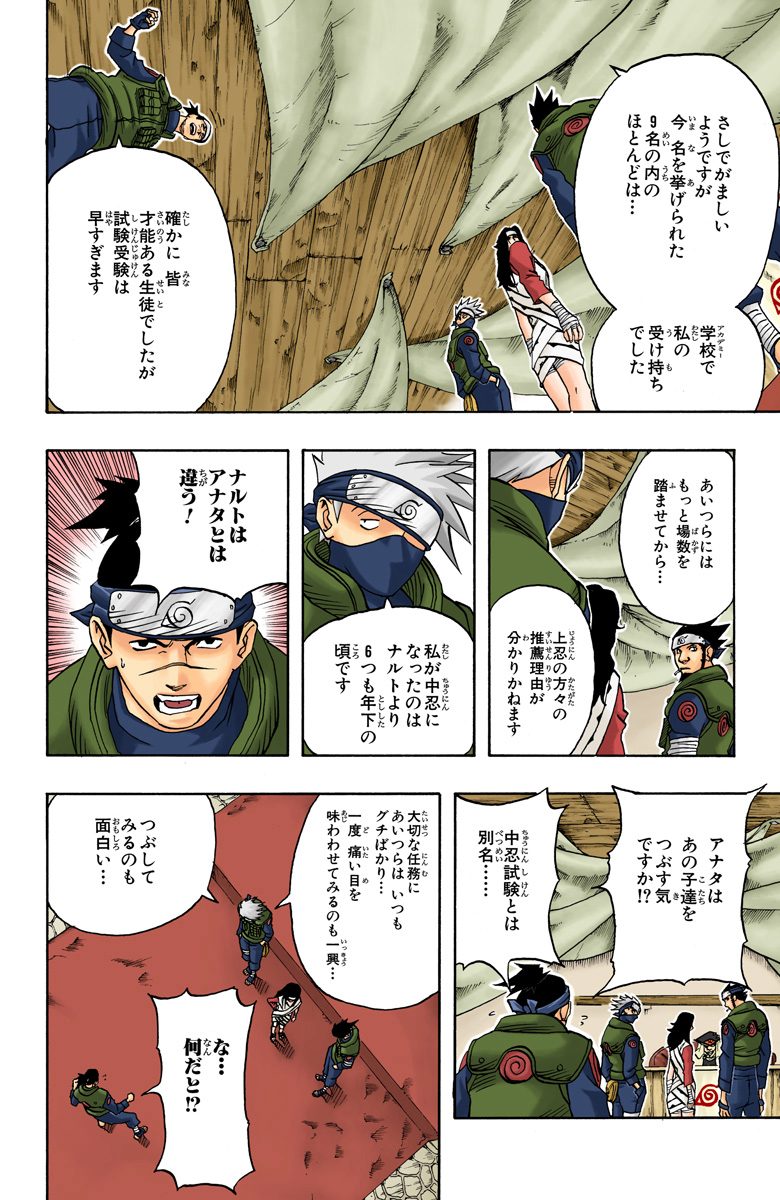 さしでがましい
ようですが
今 名を挙げられた
9名の内の
ほとんどは…
学校で
私の
受け持ち
でした
確かに 皆
才能ある生徒でしたが
試験受験は
早すぎます
あいつらには
もっと場数を
踏ませてから…
上忍の方々の
推薦理由が
分かりかねます
私が中忍に
なったのは
ナルトより
6つも年下の
頃です
ナルトは
アナタとは
違う!
アナタは
あの子達を
つぶす気
ですか!?
中忍試験とは
別名……
大切な任務に
あいつらは いつも
グチばかり…
一度 痛い目を
味わわせてみるのも 一興…
つぶして
みるのも
面白い…
な…
何だと!?